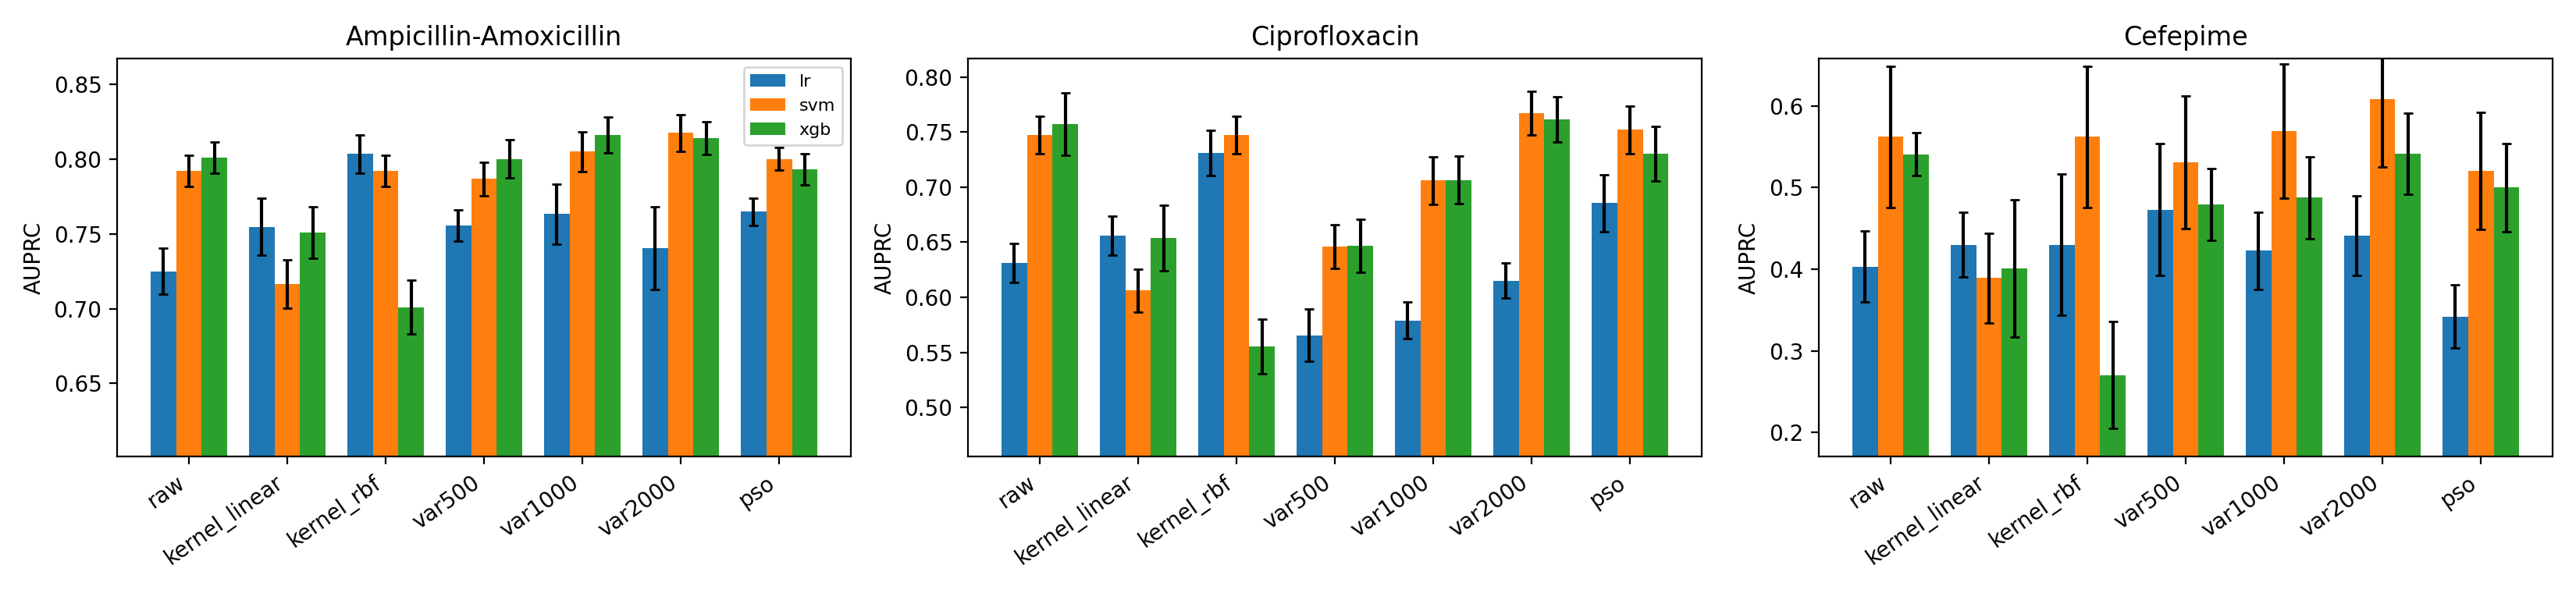 Ampicillin-Amoxicillin
AUPRC
0.85
0.80
0.75
0.70
0.65
lr
svm
xgb
raw
kernel_linear
kernel_rbf
var500
var1000
var2000
pso
Ciprofloxacin
AUPRC
0.80
0.75
0.70
0.65
0.60
0.55
0.50
raw
kernel_linear
kernel_rbf
var500
var1000
var2000
pso
Cefepime
AUPRC
0.6
0.5
0.4
0.3
0.2
raw
kernel_linear
kernel_rbf
var500
var1000
var2000
pso